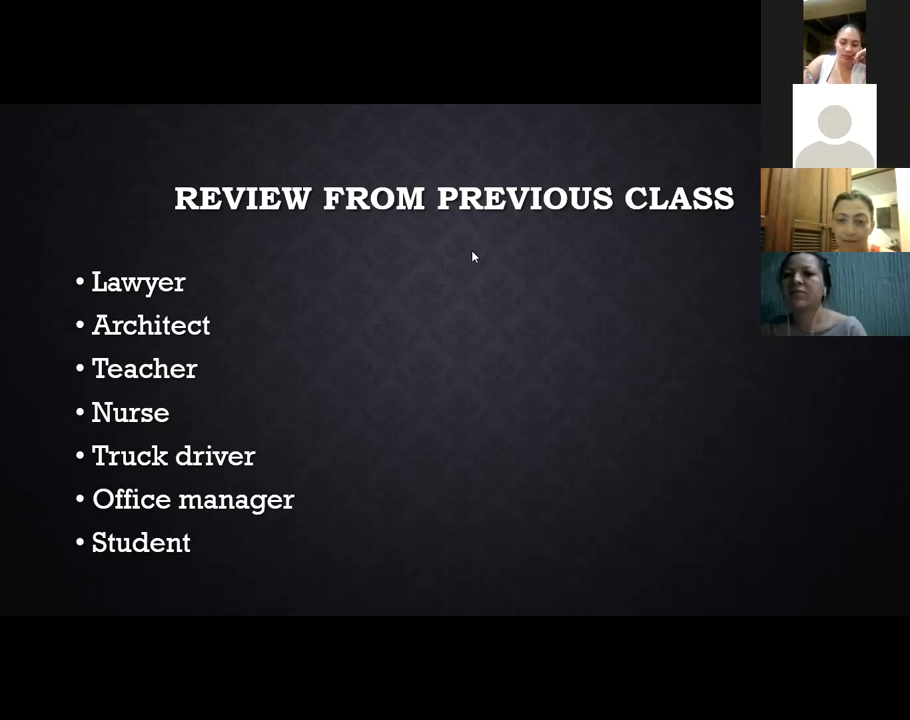 REVIEW FROM PREVIOUS CLASS
• Lawyer
• Architect
• Teacher
• Nurse
• Truck driver
• Office manager
• Student